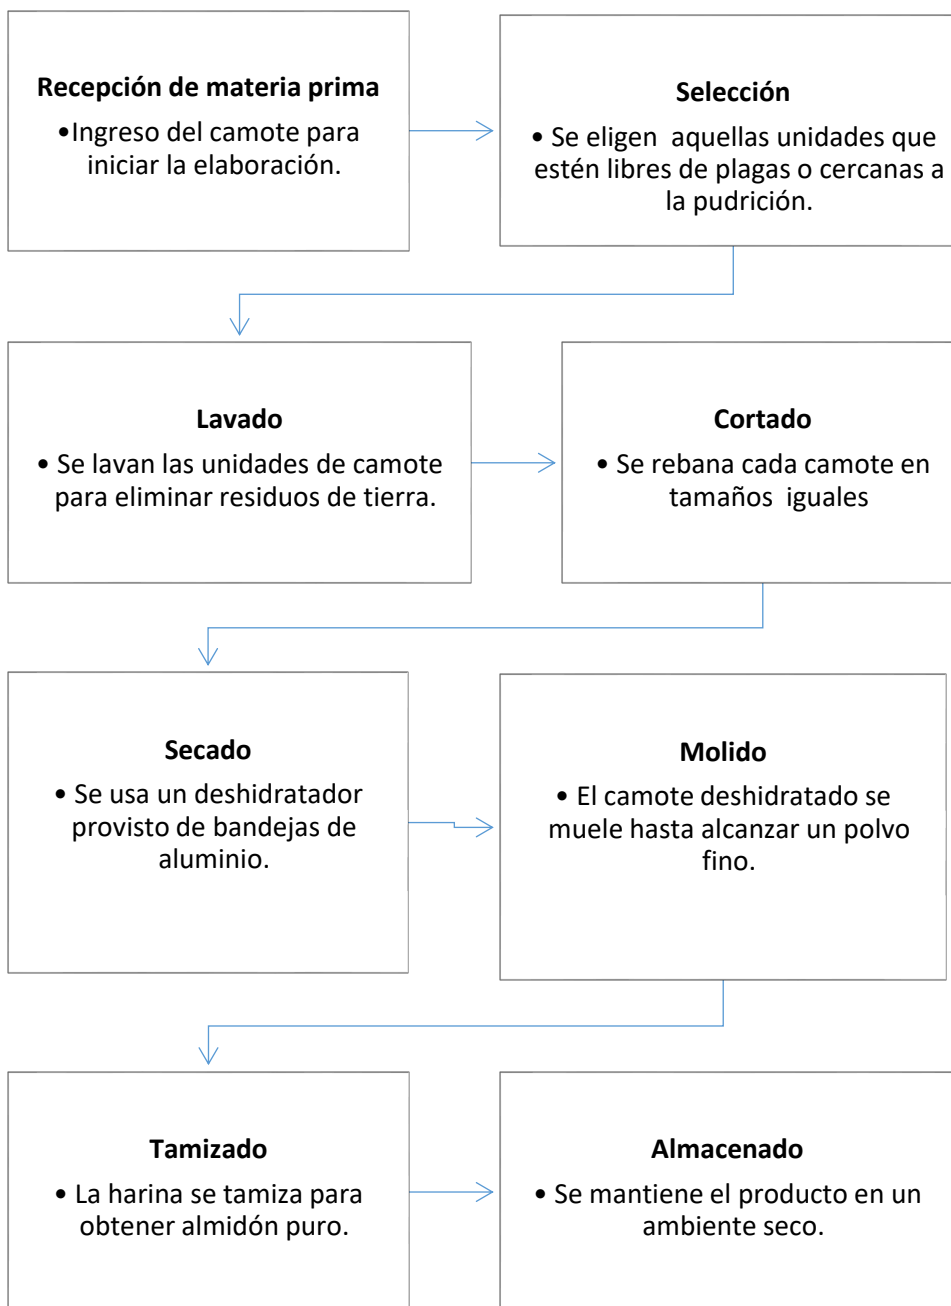 Recepción de materia prima
•Ingreso del camote para
iniciar la elaboración.
Selección
• Se eligen aquellas unidades que
estén libres de plagas o cercanas a
la pudrición.
Lavado
• Se lavan las unidades de camote
para eliminar residuos de tierra.
Cortado
• Se rebana cada camote en
tamaños iguales
Secado
• Se usa un deshidratador
provisto de bandejas de
aluminio.
Molido
• El camote deshidratado se
muele hasta alcanzar un polvo
fino.
Tamizado
• La harina se tamiza para
obtener almidón puro.
Almacenado
• Se mantiene el producto en un
ambiente seco.